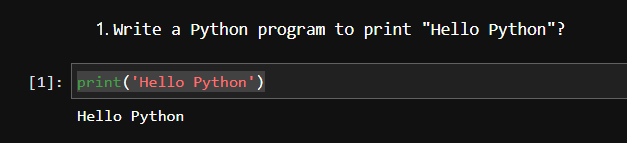 1. Write a Python program to print "Hello Python"?
[1]: print('Hello Python')
Hello Python